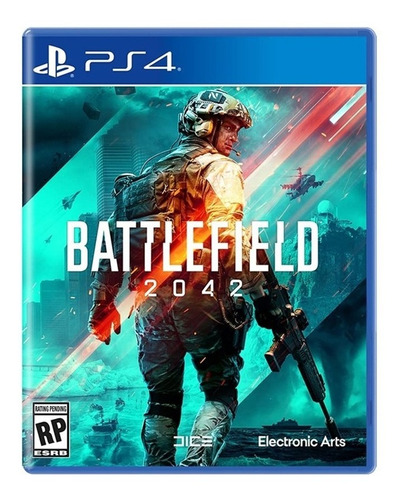 PS4
BATTLEFIELD
2042
RATING PENDING
RP
ESRB
DICE
Electronic Arts